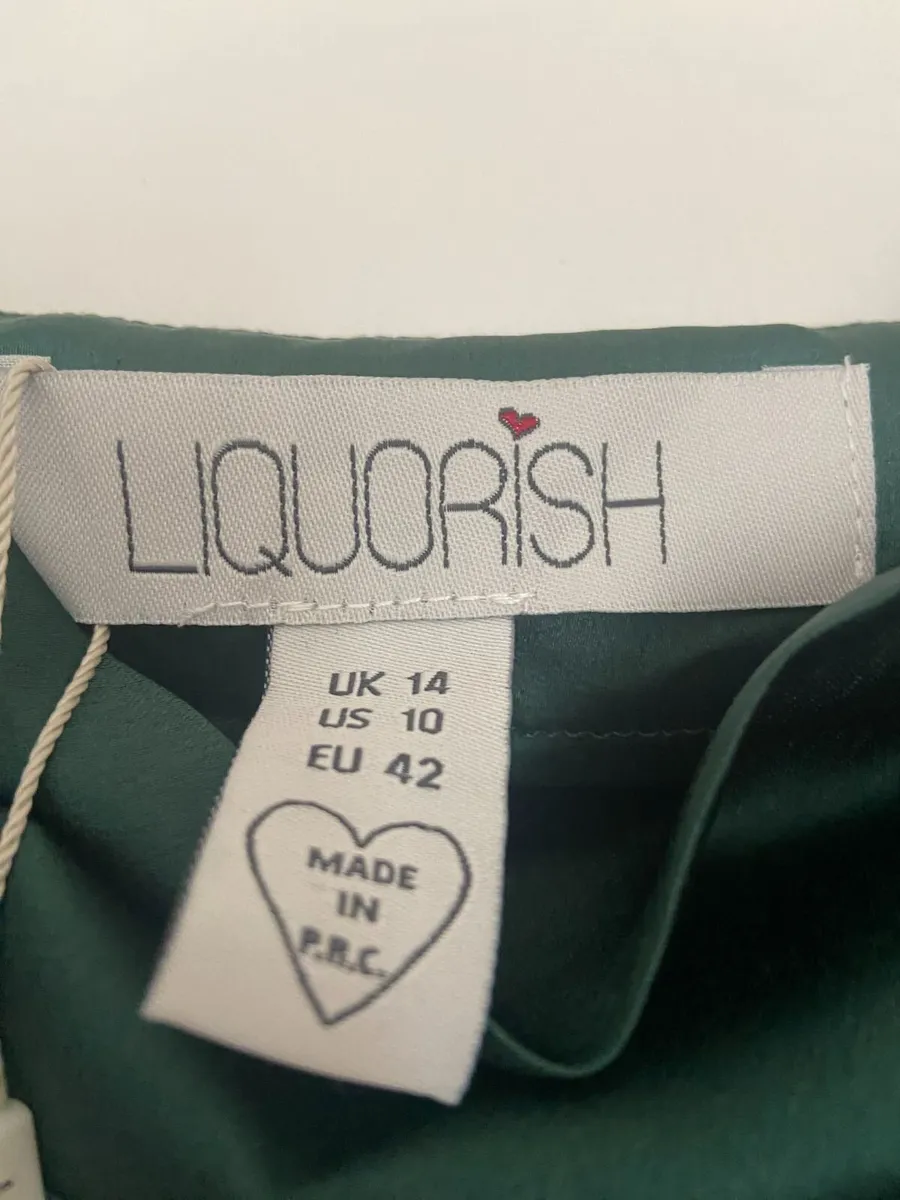 LIQUORISH
UK 14
US 10
EU 42
MADE
IN
P.R.C.